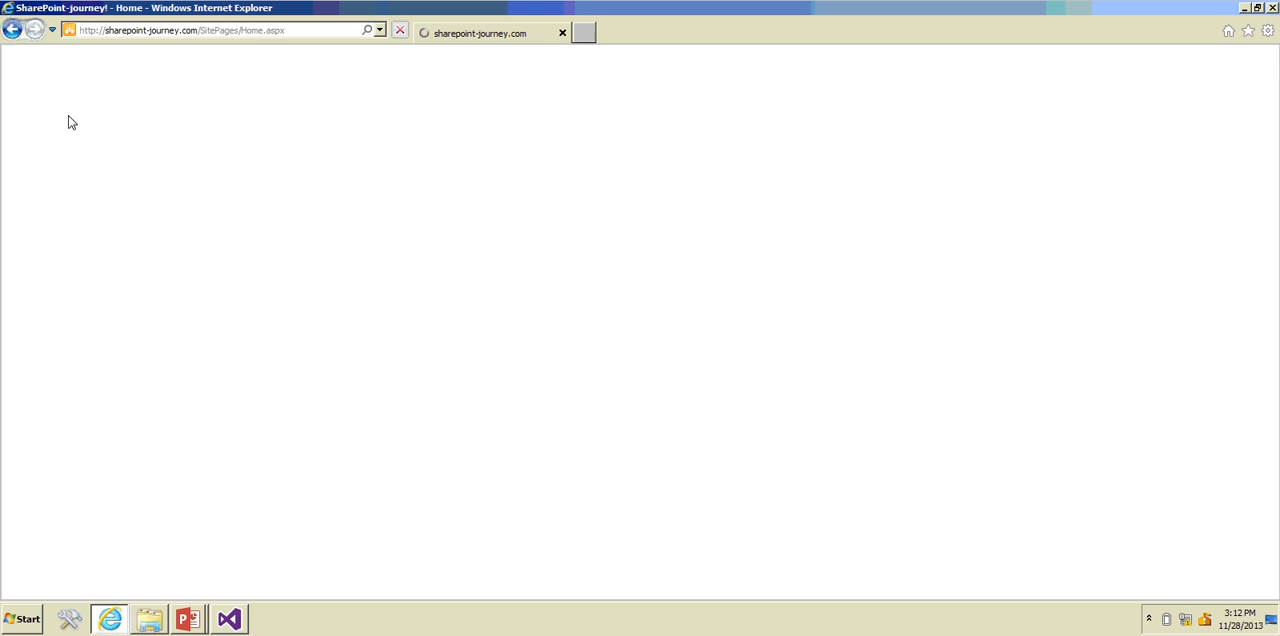 SharePoint-journey! - Home - Windows Internet Explorer
http://sharepoint-journey.com/SitePages/Home.aspx
sharepoint-journey.com
Start
3:12 PM
11/28/2013